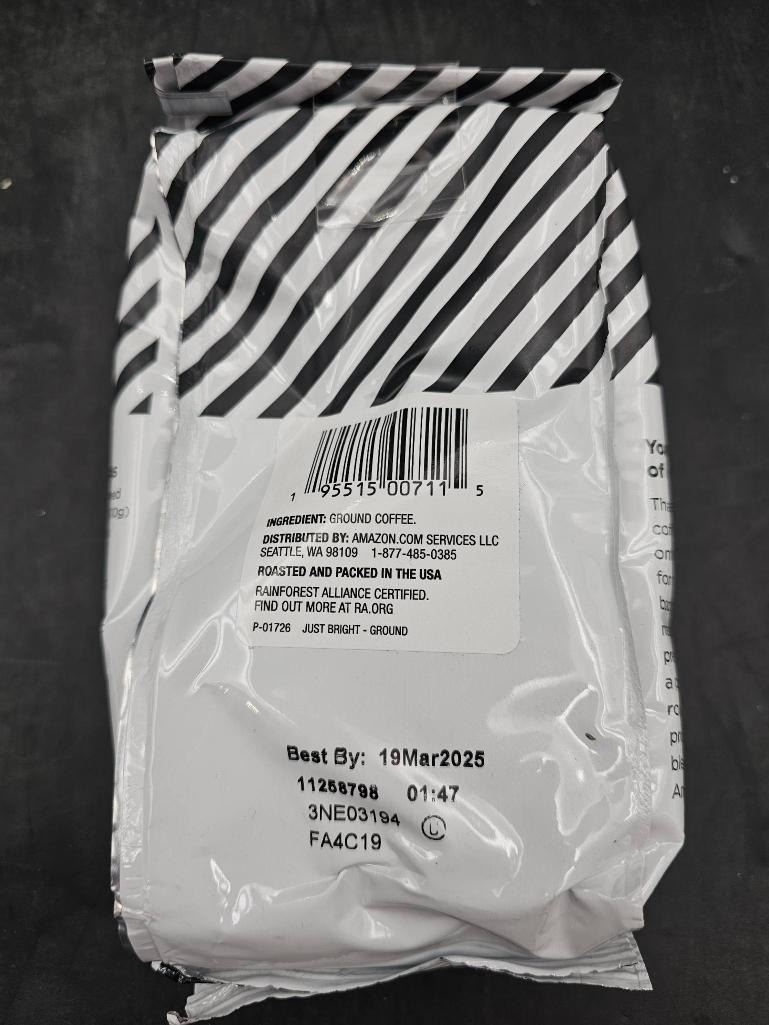 1 95515 00711 5
INGREDIENT: GROUND COFFEE.
DISTRIBUTED BY: AMAZON.COM SERVICES LLC
SEATTLE, WA 98109 1-877-485-0385
ROASTED AND PACKED IN THE USA
RAINFOREST ALLIANCE CERTIFIED.
FIND OUT MORE AT RA.ORG
P-01726 JUST BRIGHT - GROUND
Best By: 19Mar2025
11258798 01:47
3NE03194
U
FA4C19
of